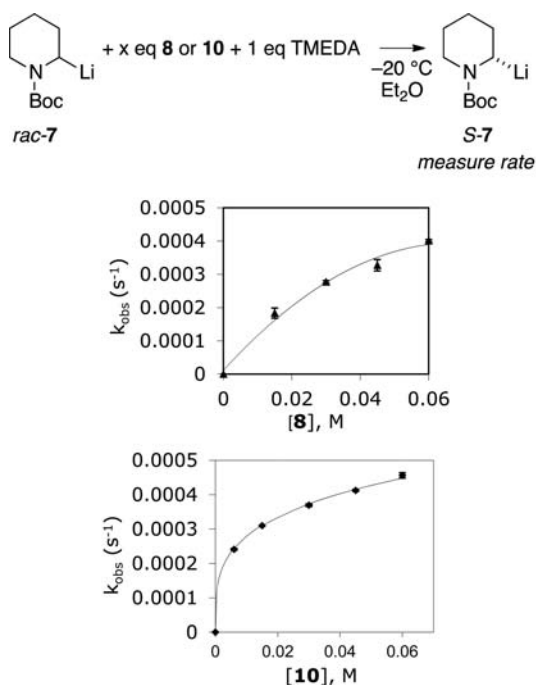 + x eq 8 or 10 + 1 eq TMEDA
–20 °C
Et₂O
N
Li
Boc
rac-7
N
Li
Boc
S-7
measure rate
0.0005
0.0004
0.0003
0.0002
0.0001
0
kobs (s⁻¹)
0 0.02 0.04 0.06
[8], M
0.0005
0.0004
0.0003
0.0002
0.0001
0
kobs (s⁻¹)
0 0.02 0.04 0.06
[10], M